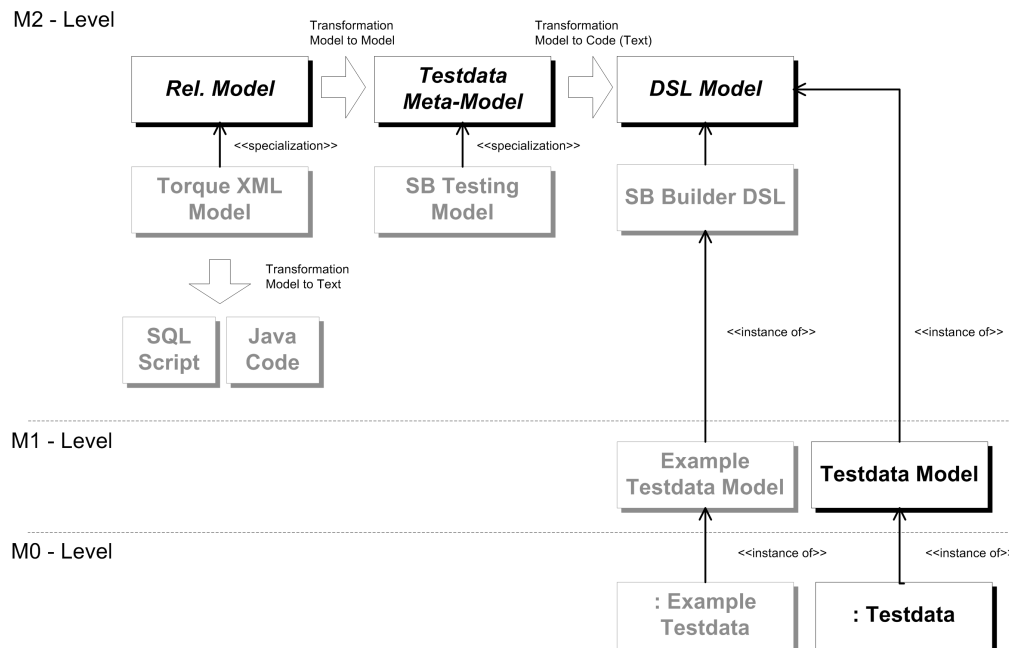 M2 - Level
Transformation
Model to Model
Transformation
Model to Code (Text)
Rel. Model
Testdata
Meta-Model
DSL Model
<<specialization>>
<<specialization>>
Torque XML
Model
SB Testing
Model
SB Builder DSL
Transformation
Model to Text
SQL
Script
Java
Code
<<instance of>>
<<instance of>>
M1 - Level
Example
Testdata Model
Testdata Model
M0 - Level
<<instance of>>
<<instance of>
: Example
Testdata
: Testdata